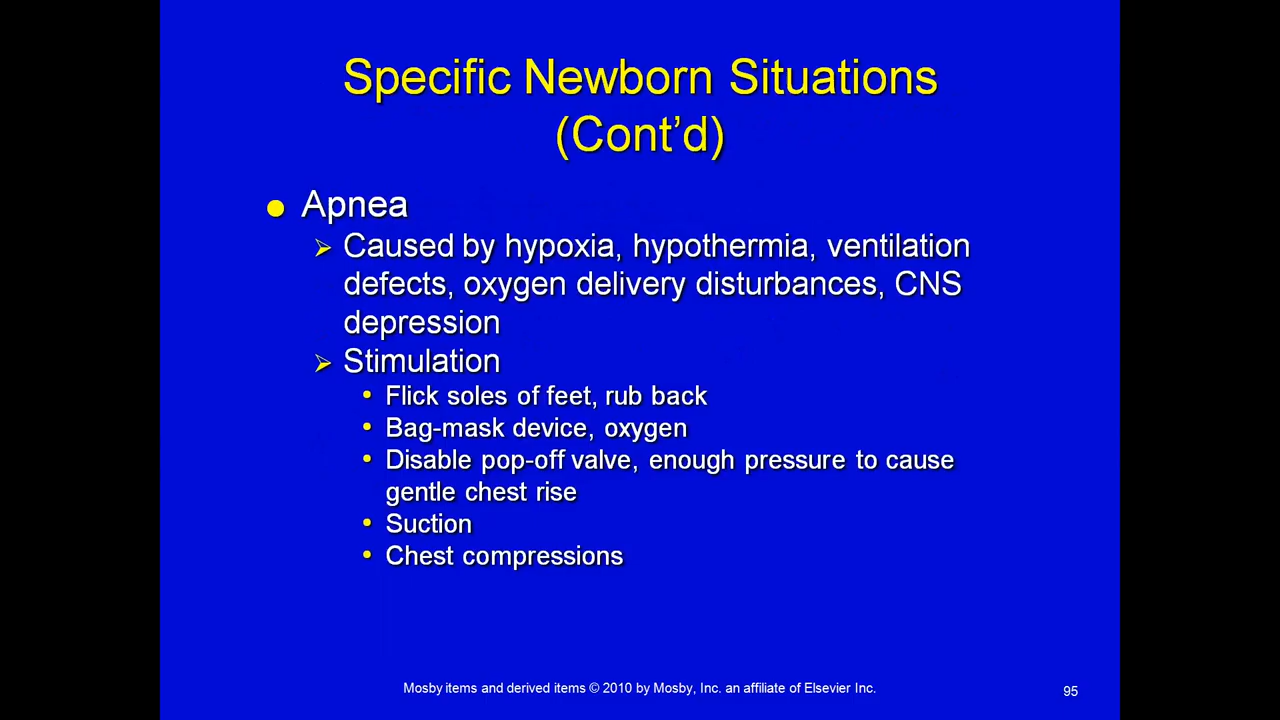 Specific Newborn Situations
(Cont’d)
Apnea
Caused by hypoxia, hypothermia, ventilation
defects, oxygen delivery disturbances, CNS
depression
Stimulation
Flick soles of feet, rub back
Bag-mask device, oxygen
Disable pop-off valve, enough pressure to cause
gentle chest rise
Suction
Chest compressions
Mosby items and derived items © 2010 by Mosby, Inc. an affiliate of Elsevier Inc.
95